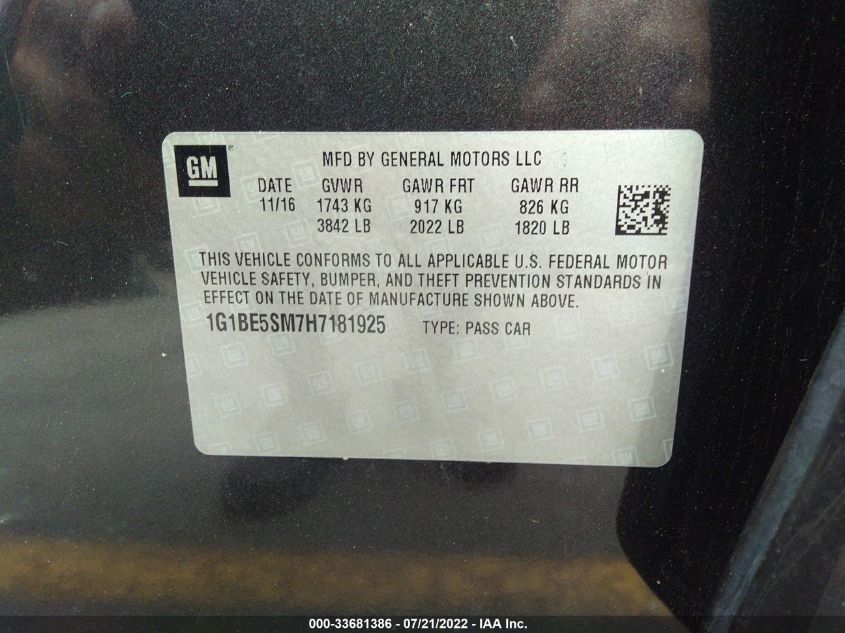 GM
MFD BY GENERAL MOTORS LLC
DATE GVWR GAWR FRT GAWR RR
11/16 1743 KG 917 KG 826 KG
3842 LB 2022 LB 1820 LB
THIS VEHICLE CONFORMS TO ALL APPLICABLE U.S. FEDERAL MOTOR
VEHICLE SAFETY, BUMPER, AND THEFT PREVENTION STANDARDS IN
EFFECT ON THE DATE OF MANUFACTURE SHOWN ABOVE.
1G1BE5SM7H7181925 TYPE: PASS CAR
000-33681386 - 07/21/2022 - IAA Inc.